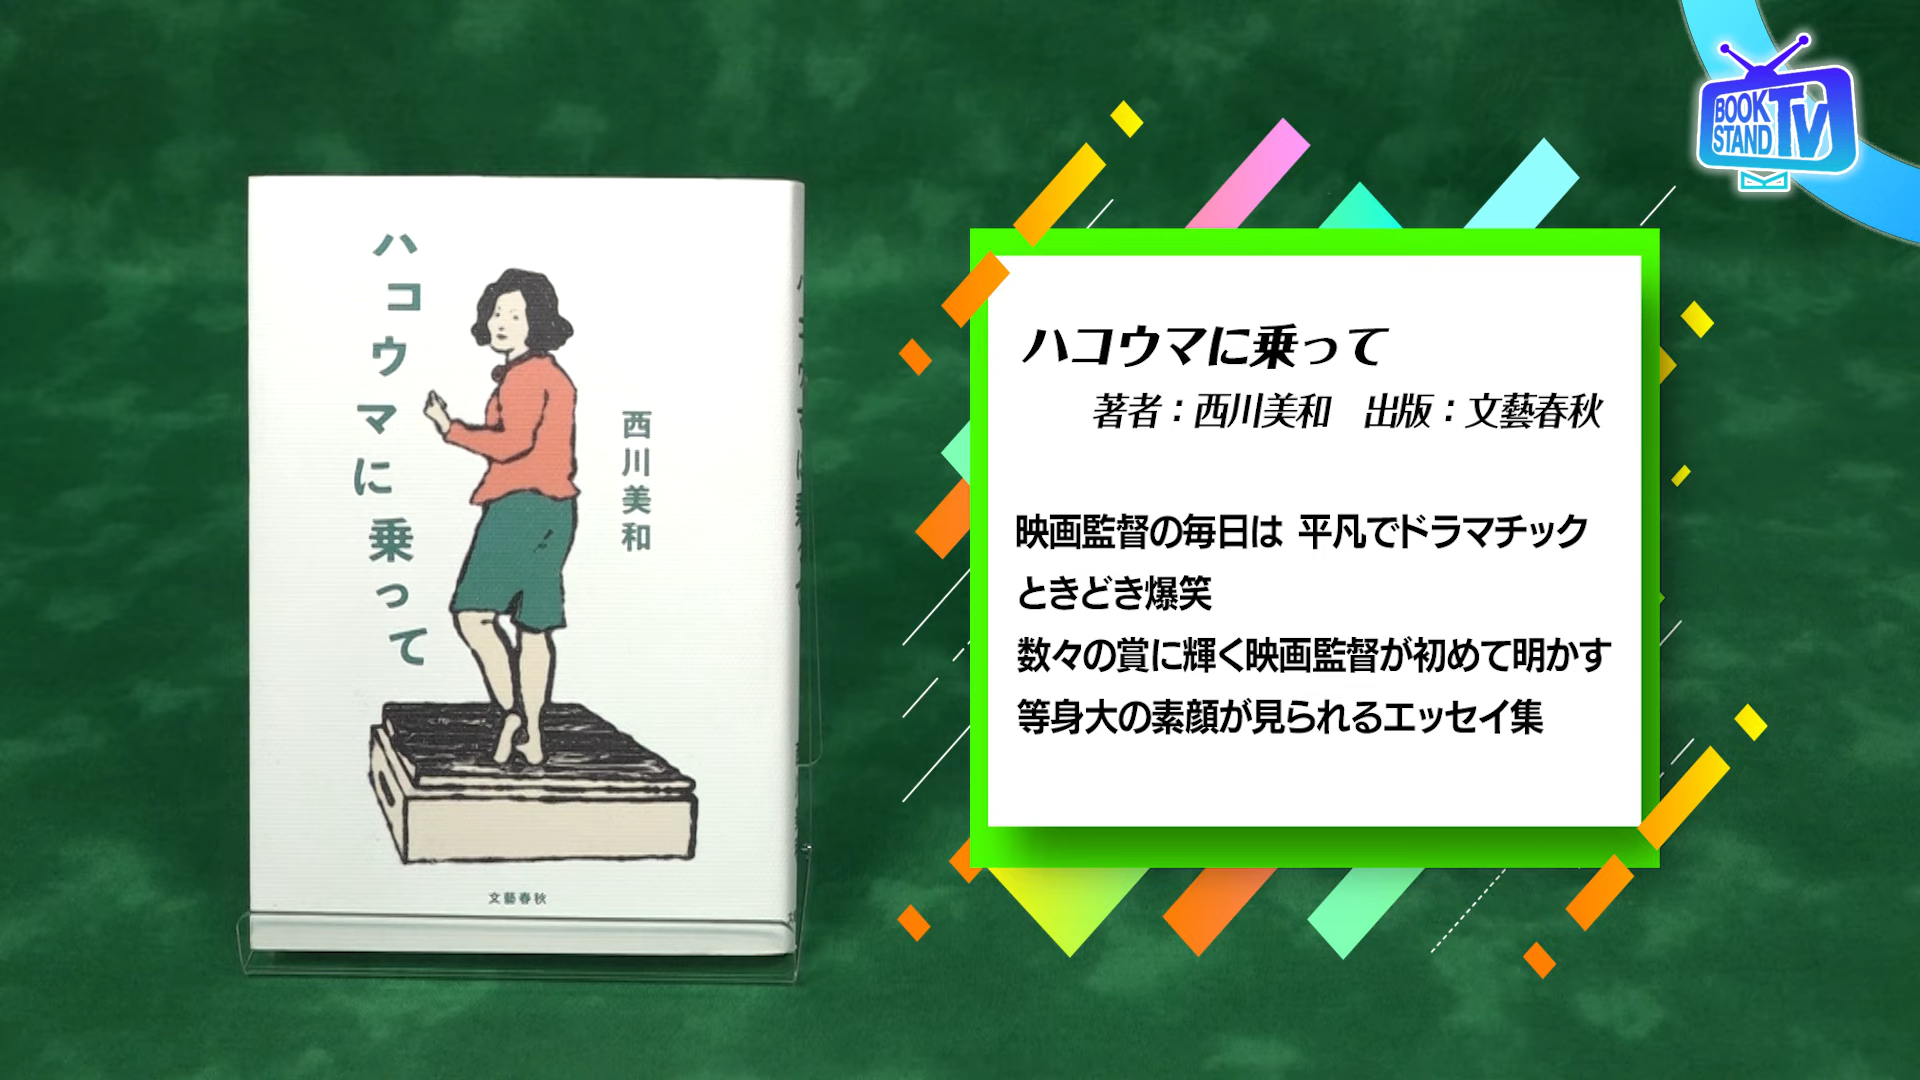 ハコウマに乗って
西川美和
文藝春秋
BOOK
STAND
TV
ハコウマに乗って
著者：西川美和　出版：文藝春秋
映画監督の毎日は 平凡でドラマチック
ときどき爆笑
数々の賞に輝く映画監督が初めて明かす
等身大の素顔が見られるエッセイ集